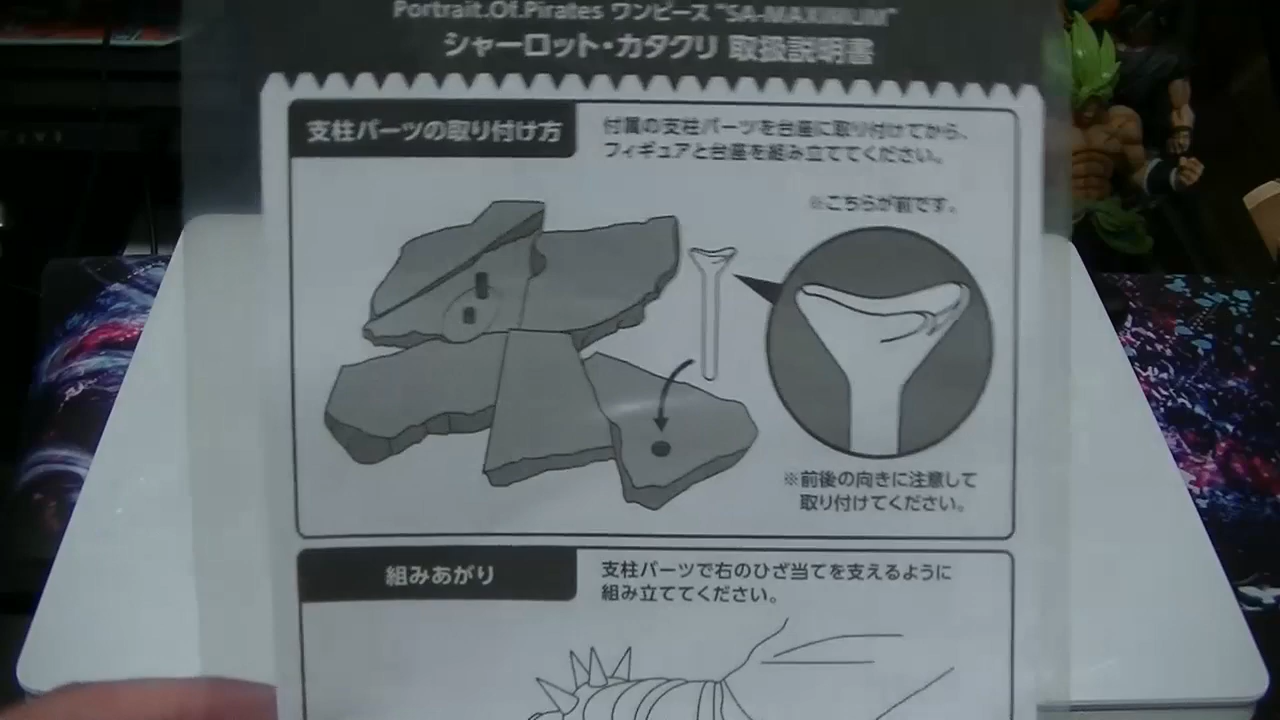 Portrait.Of.Pirates ワンピース "SA-MAXIMUM"
シャーロット・カタクリ 取扱説明書
支柱パーツの取り付け方
付属の支柱パーツを台座に取り付けてから、
フィギュアと台座を組み立ててください。
※こちらが前です。
※前後の向きに注意して
取り付けてください。
組みあがり
支柱パーツで右のひざ当てを支えるように
組み立ててください。